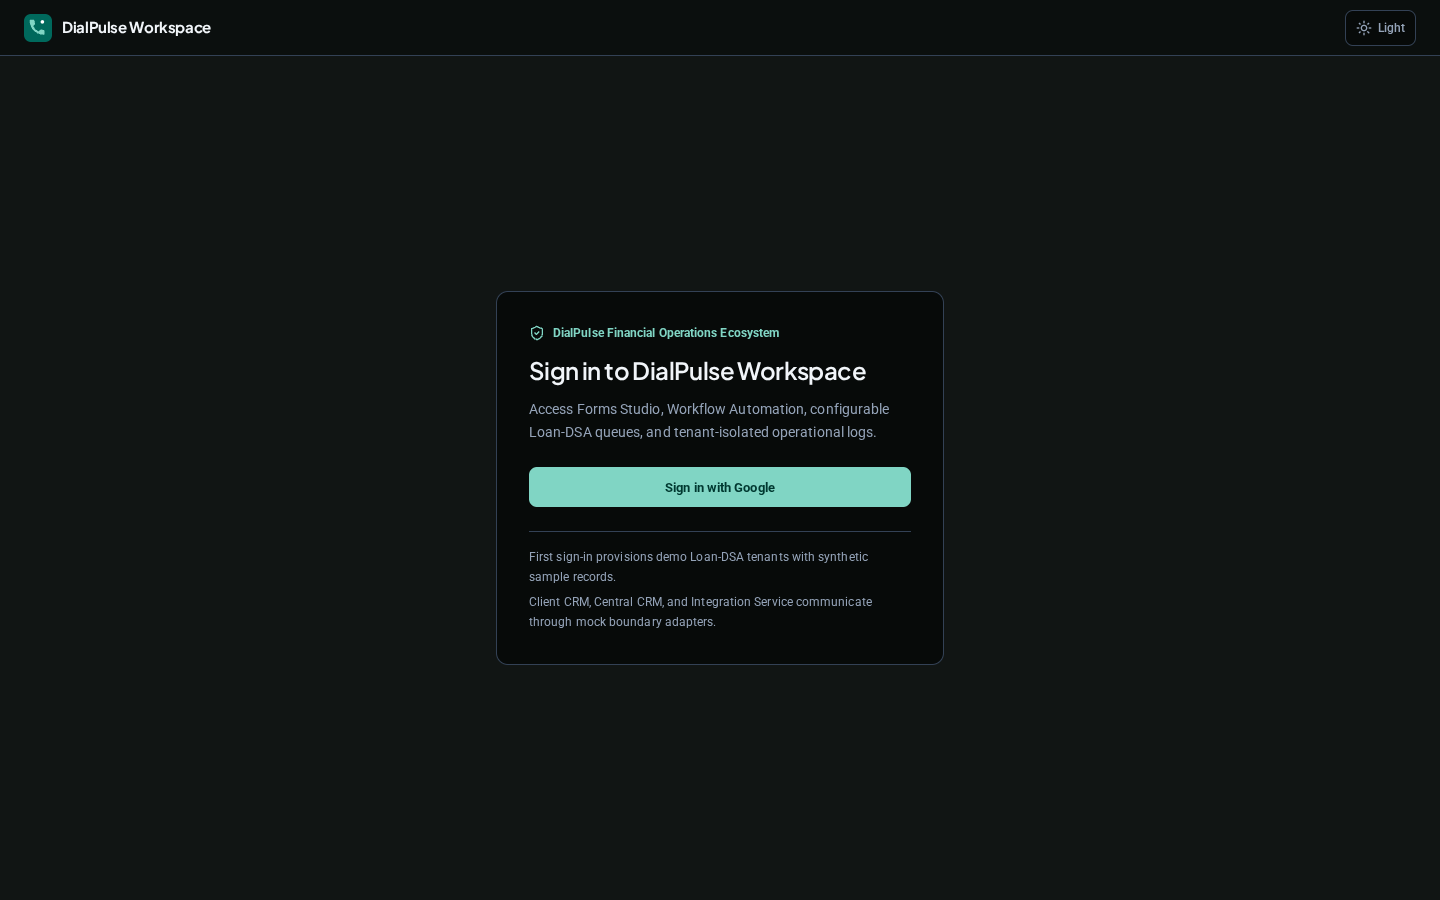 DialPulse Workspace
Light
DialPulse Financial Operations Ecosystem
Sign in to DialPulse Workspace
Access Forms Studio, Workflow Automation, configurable
Loan-DSA queues, and tenant-isolated operational logs.
Sign in with Google
First sign-in provisions demo Loan-DSA tenants with synthetic
sample records.
Client CRM, Central CRM, and Integration Service communicate
through mock boundary adapters.